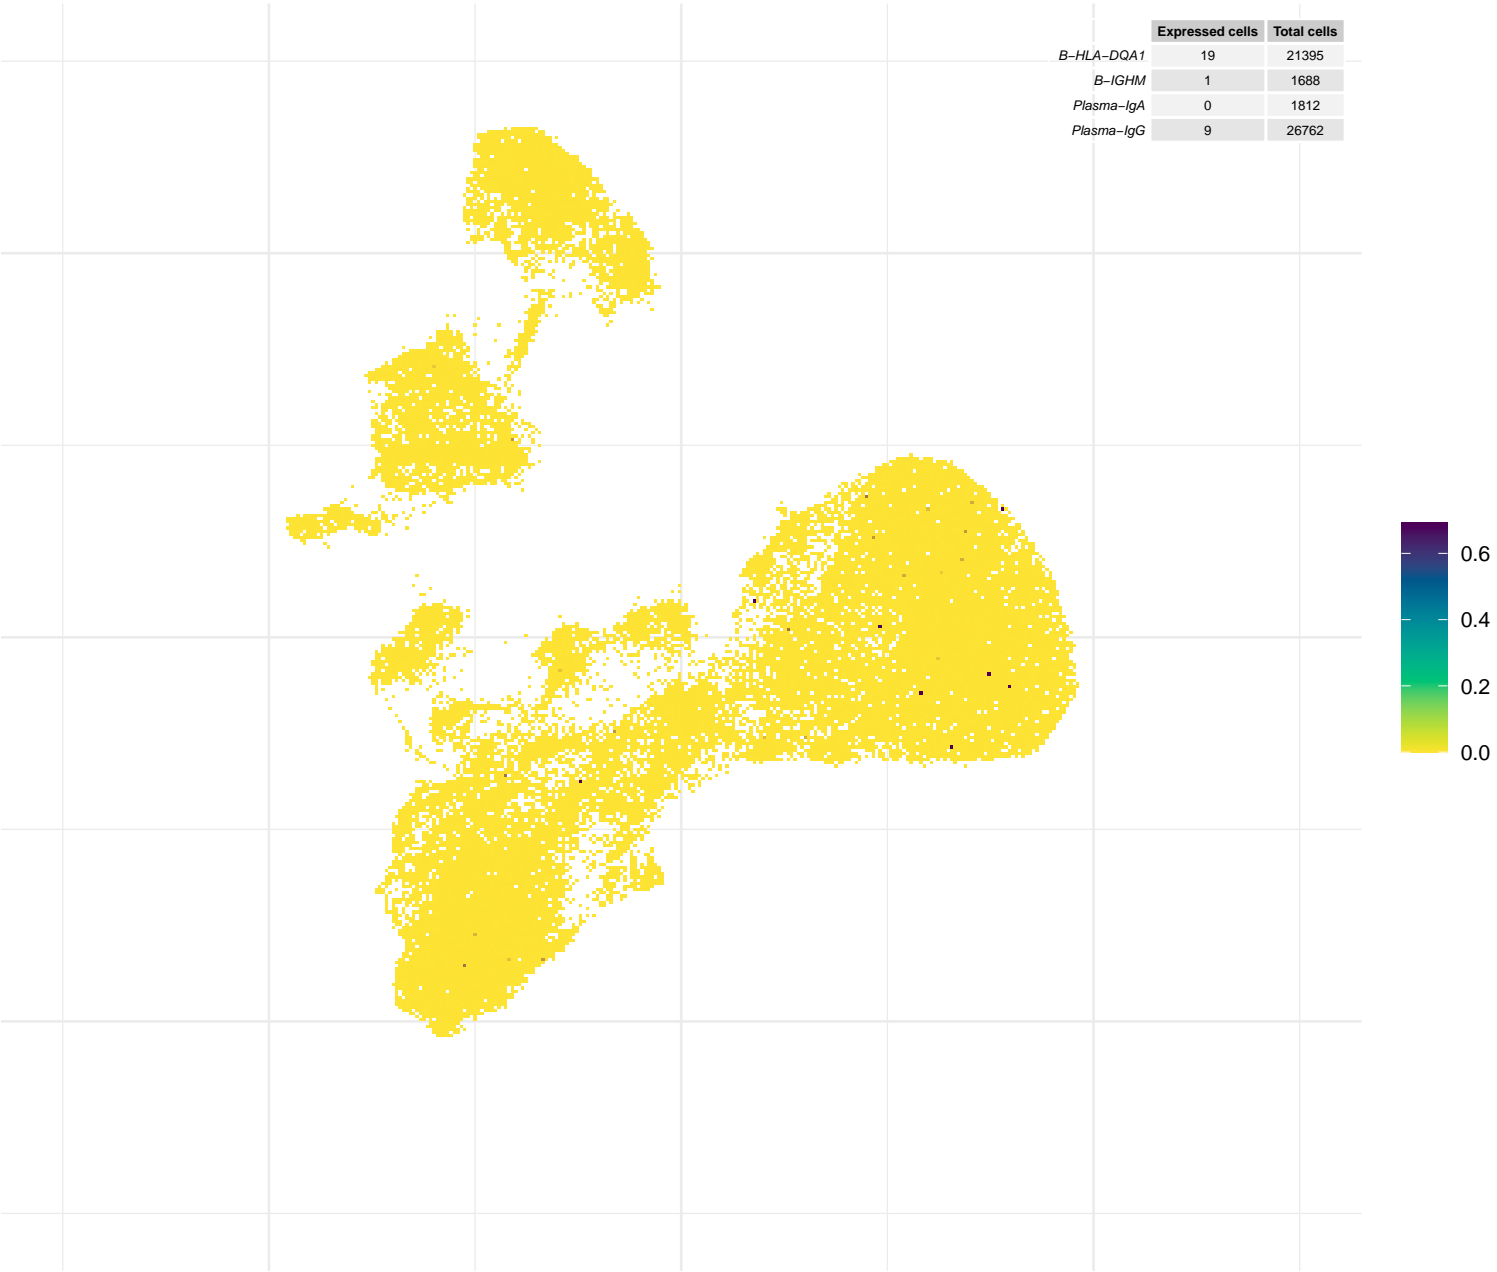 Expressed cells Total cells
B−HLA−DQA1 19 21395
B−IGHM 1 1688
Plasma−IgA 0 1812
Plasma−IgG 9 26762
0.6
0.4
0.2
0.0